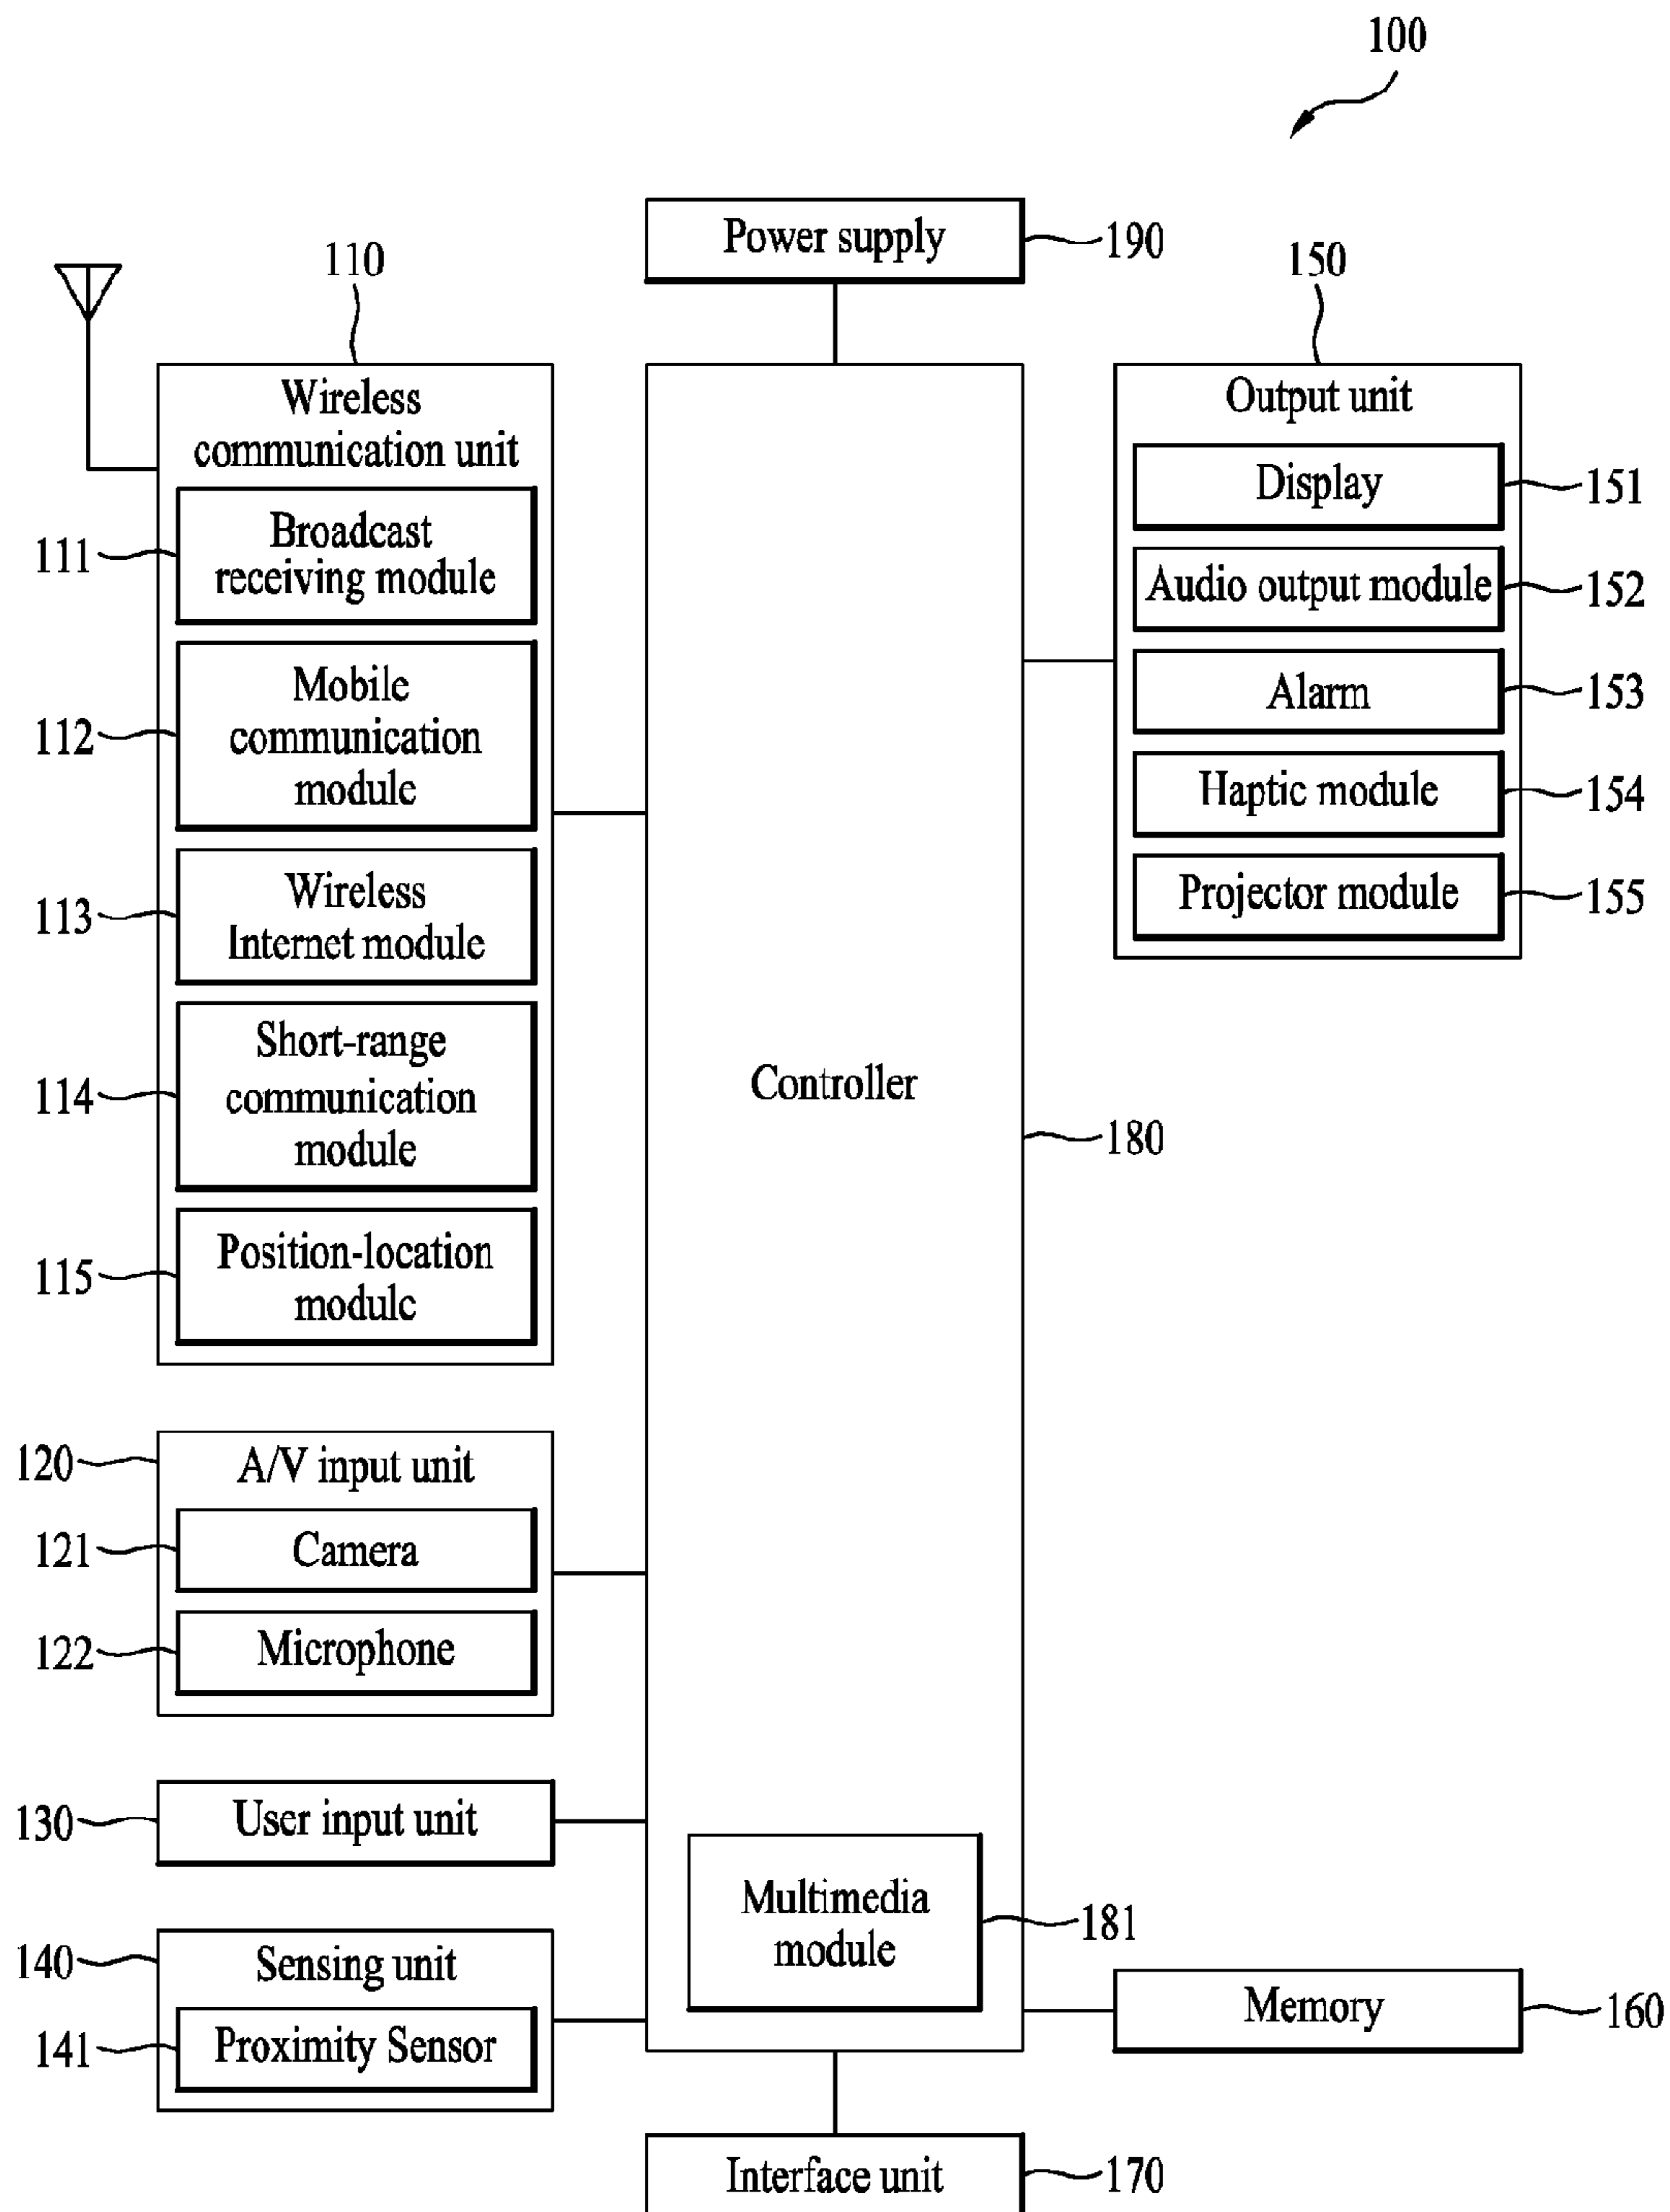 100
Power supply
190
110
Wireless
communication unit
Broadcast
receiving module
111
Mobile
communication
module
112
Wireless
Internet module
113
Short-range
communication
module
114
Position-location
module
115
150
Output unit
Display
151
Audio output module
152
Alarm
153
Haptic module
154
Projector module
155
Controller
180
120
A/V input unit
121
Camera
122
Microphone
130
User input unit
140
Sensing unit
141
Proximity Sensor
Multimedia
module
181
Memory
160
Interface unit
170